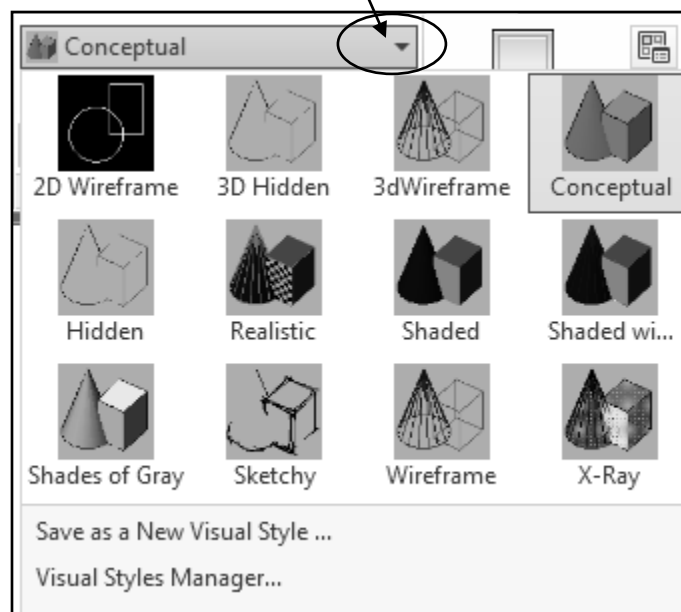 Conceptual
2D Wireframe 3D Hidden 3dWireframe Conceptual
Hidden Realistic Shaded Shaded wi...
Shades of Gray Sketchy Wireframe X-Ray
Save as a New Visual Style ...
Visual Styles Manager...